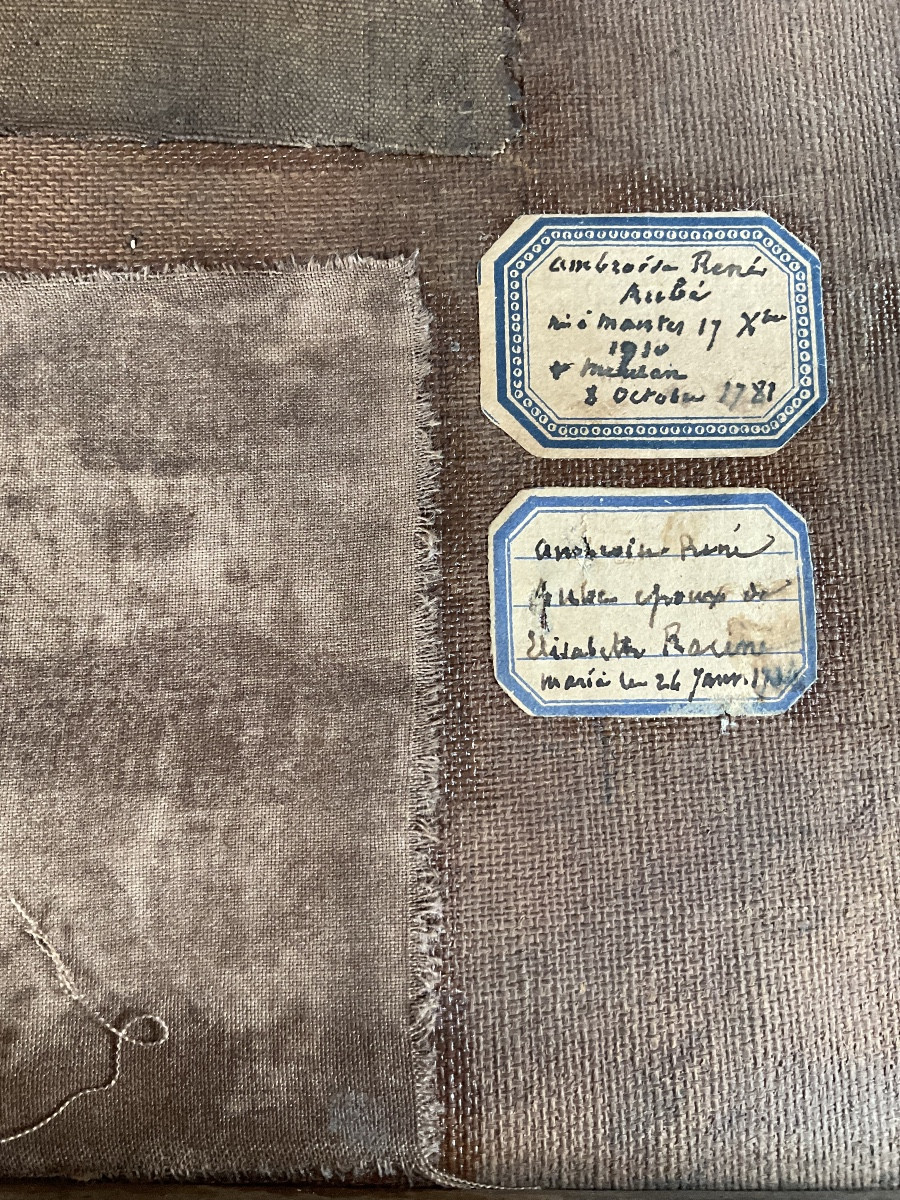 Ambroise René
Aubé
né à Mantes 17 Xbre
1710
+ Meulan
8 Octobre 1781
Ambroise René
Aubé époux de
Elisabeth Racine
marié le 26 Janv.